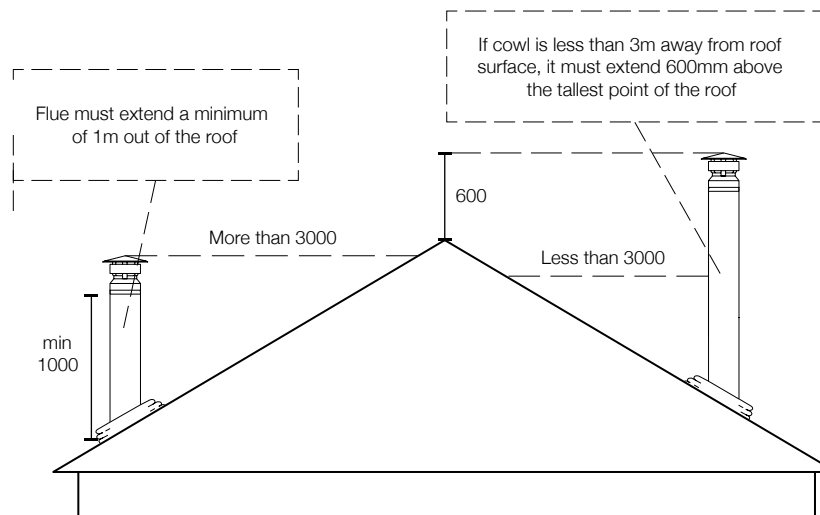 If cowl is less than 3m away from roof
surface, it must extend 600mm above
the tallest point of the roof
Flue must extend a minimum
of 1m out of the roof
600
More than 3000
Less than 3000
min
1000